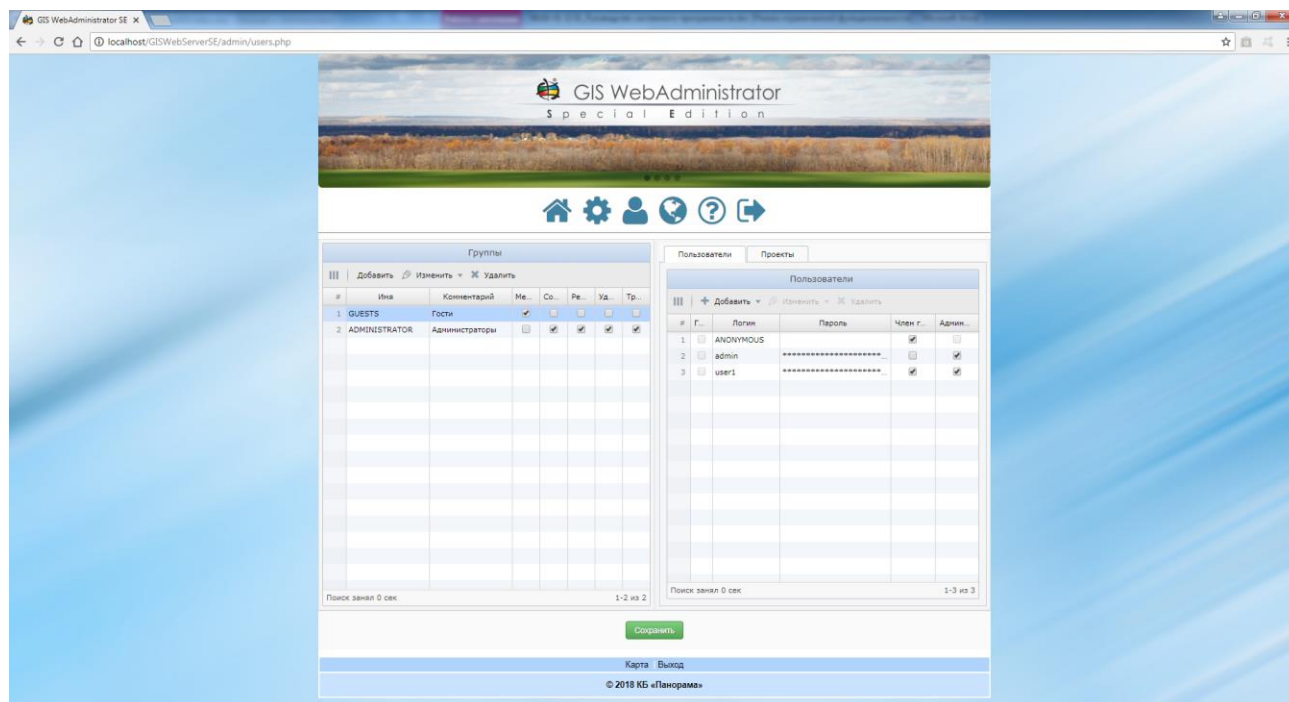 GIS WebAdministrator SE
localhost/GISWebServerSE/admin/users.php
GIS WebAdministrator
Special Edition
Группы
Добавить Изменить Удалить
# Имя Комментарий Ме... Со... Ре... Уд... Тр...
1 GUESTS Гости
2 ADMINISTRATOR Администраторы
Поиск занял 0 сек 1-2 из 2
Пользователи Проекты
Пользователи
Добавить Изменить Удалить
# Г... Логин Пароль Член г... Админ...
1 ANONYMOUS
2 admin *********************...
3 user1 *********************...
Поиск занял 0 сек 1-3 из 3
Сохранить
Карта Выход
© 2018 КБ «Панорама»